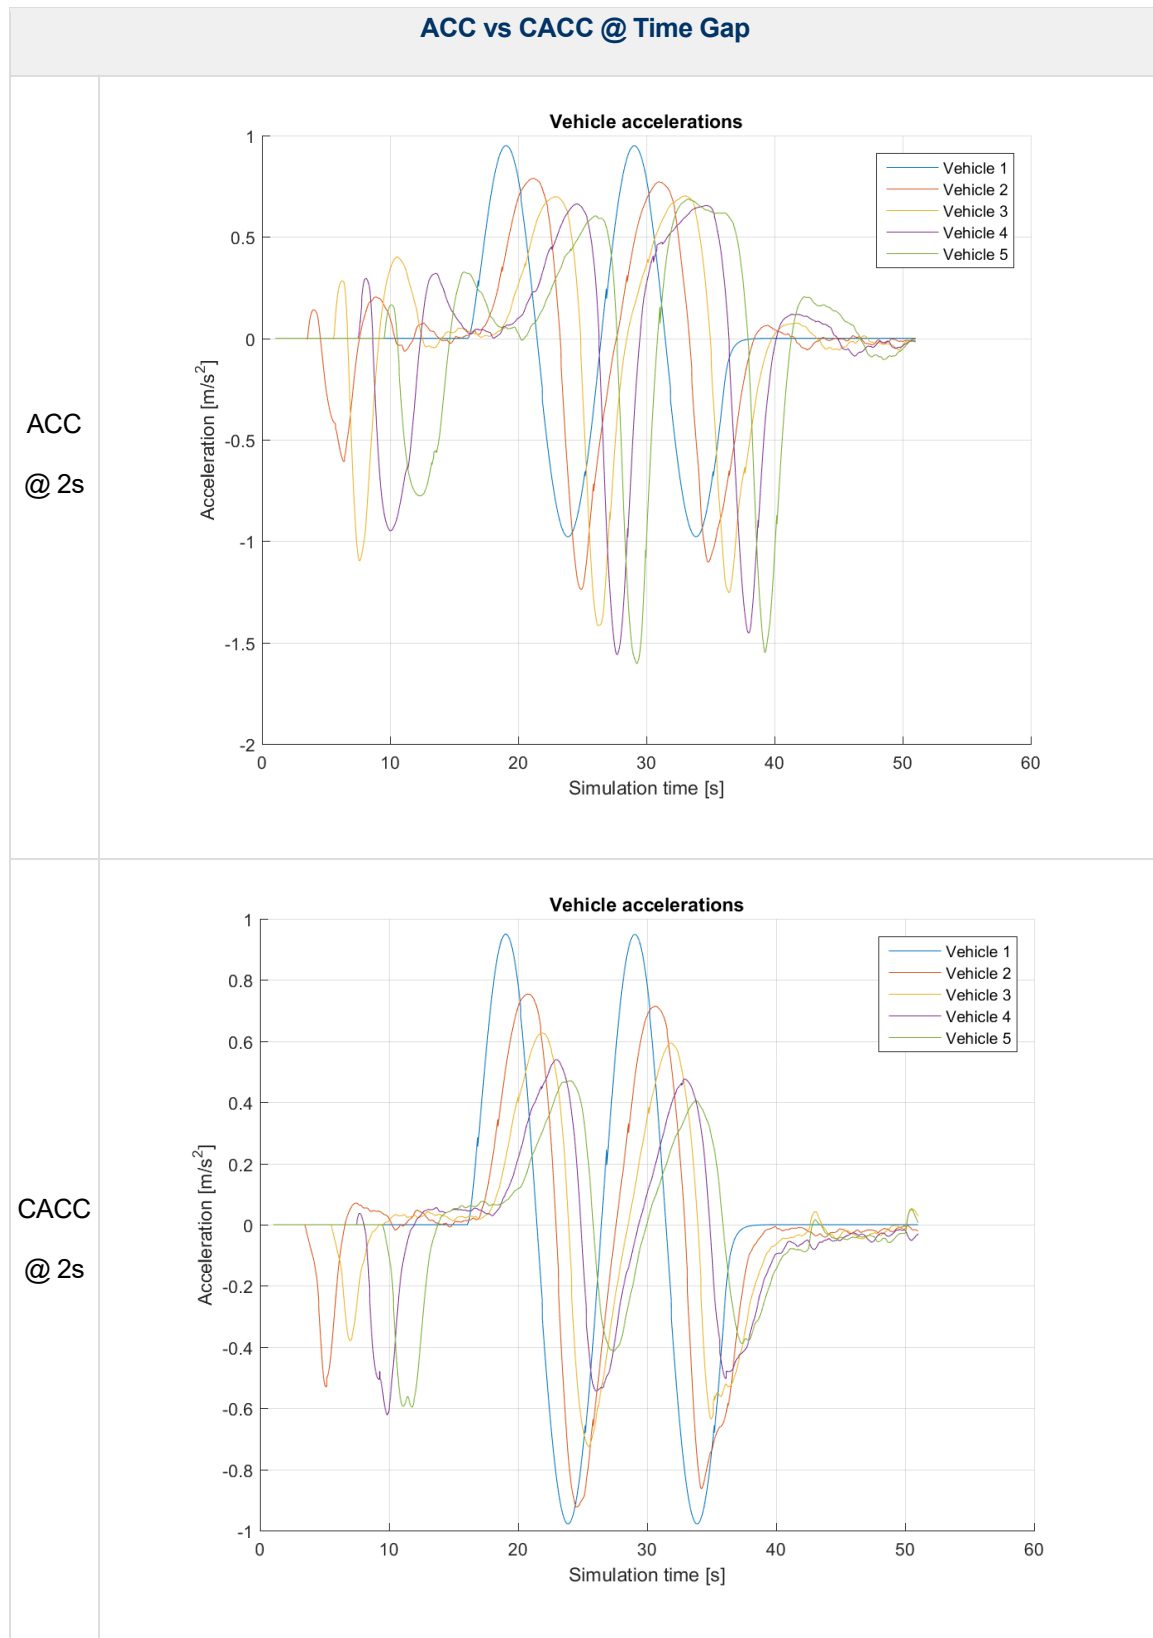 ACC vs CACC @ Time Gap
ACC
@ 2s
Vehicle accelerations
Acceleration [m/s²]
1
0.5
0
-0.5
-1
-1.5
-2
0 10 20 30 40 50 60
Simulation time [s]
Vehicle 1
Vehicle 2
Vehicle 3
Vehicle 4
Vehicle 5
CACC
@ 2s
Vehicle accelerations
Acceleration [m/s²]
1
0.8
0.6
0.4
0.2
0
-0.2
-0.4
-0.6
-0.8
-1
0 10 20 30 40 50 60
Simulation time [s]
Vehicle 1
Vehicle 2
Vehicle 3
Vehicle 4
Vehicle 5